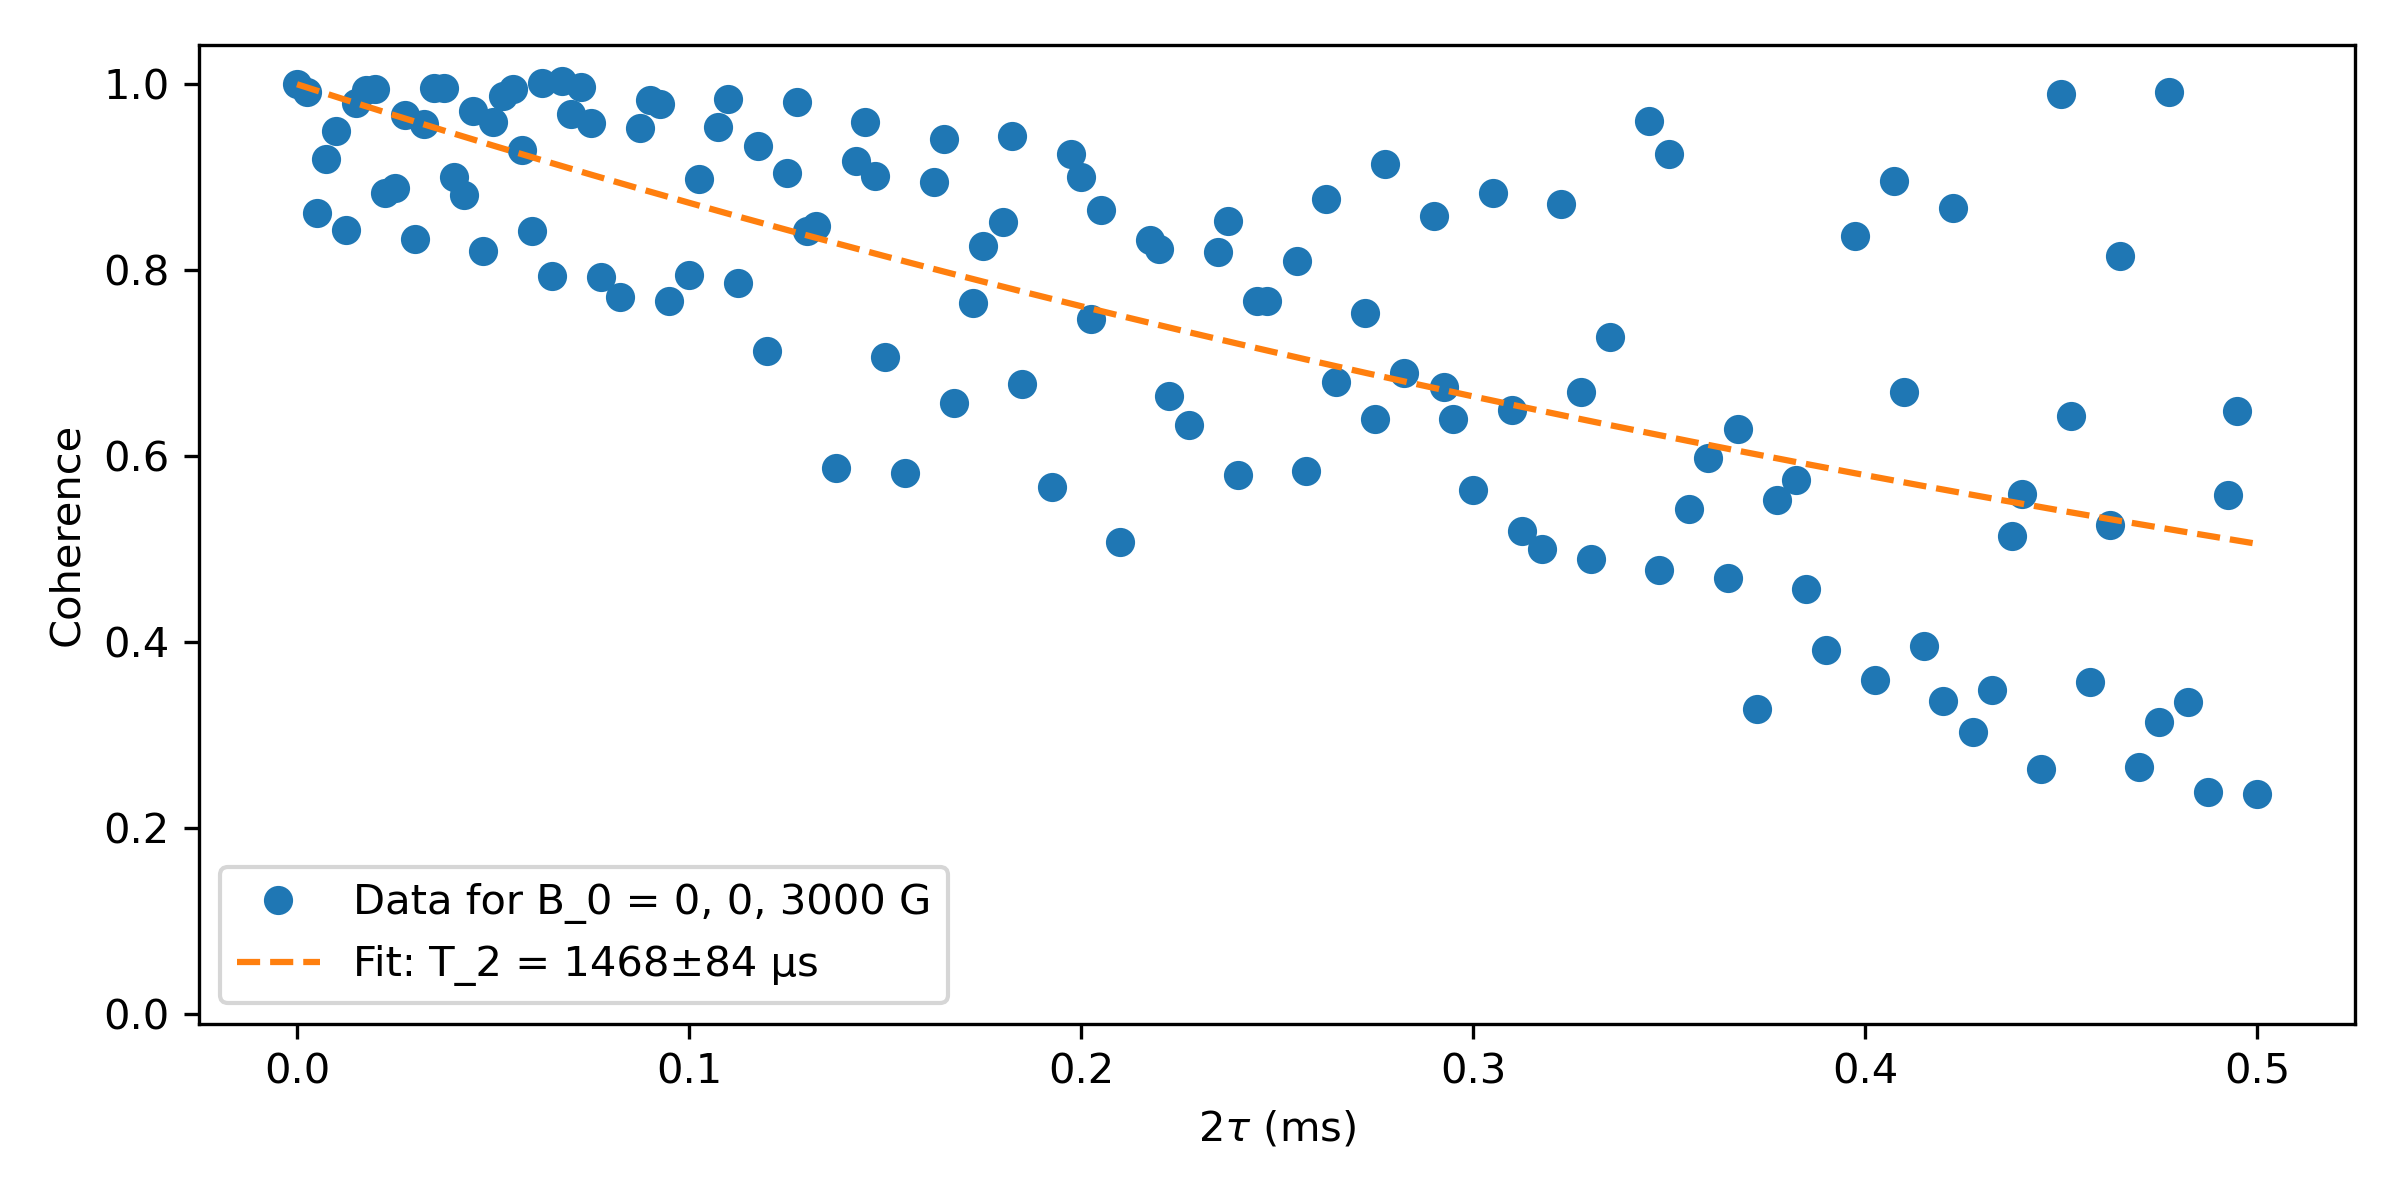 1.0
0.8
0.6
0.4
0.2
0.0
Coherence
Data for B_0 = 0, 0, 3000 G
Fit: T_2 = 1468±84 µs
0.0 0.1 0.2 0.3 0.4 0.5
2τ (ms)